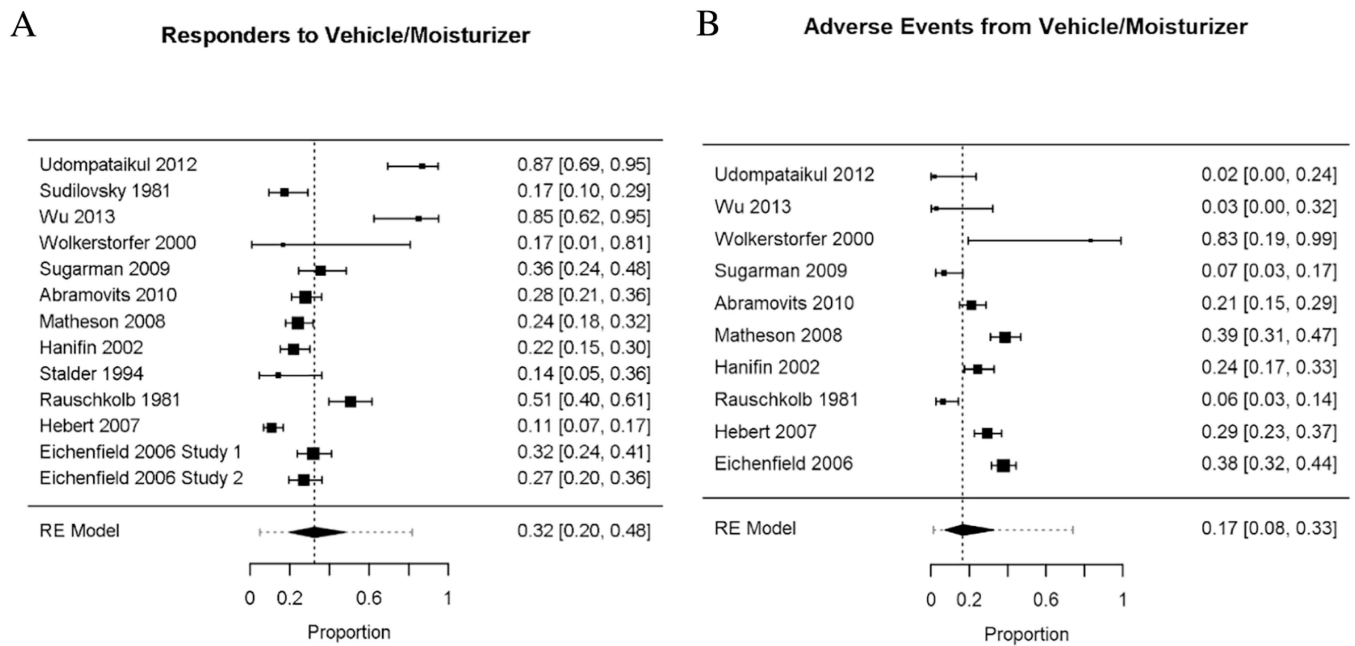 A
Responders to Vehicle/Moisturizer
Udompataikul 2012 0.87 [0.69, 0.95]
Sudilovsky 1981 0.17 [0.10, 0.29]
Wu 2013 0.85 [0.62, 0.95]
Wolkerstorfer 2000 0.17 [0.01, 0.81]
Sugarman 2009 0.36 [0.24, 0.48]
Abramovits 2010 0.28 [0.21, 0.36]
Matheson 2008 0.24 [0.18, 0.32]
Hanifin 2002 0.22 [0.15, 0.30]
Stalder 1994 0.14 [0.05, 0.36]
Rauschkolb 1981 0.51 [0.40, 0.61]
Hebert 2007 0.11 [0.07, 0.17]
Eichenfield 2006 Study 1 0.32 [0.24, 0.41]
Eichenfield 2006 Study 2 0.27 [0.20, 0.36]
RE Model 0.32 [0.20, 0.48]
0 0.2 0.6 1
Proportion
B
Adverse Events from Vehicle/Moisturizer
Udompataikul 2012 0.02 [0.00, 0.24]
Wu 2013 0.03 [0.00, 0.32]
Wolkerstorfer 2000 0.83 [0.19, 0.99]
Sugarman 2009 0.07 [0.03, 0.17]
Abramovits 2010 0.21 [0.15, 0.29]
Matheson 2008 0.39 [0.31, 0.47]
Hanifin 2002 0.24 [0.17, 0.33]
Rauschkolb 1981 0.06 [0.03, 0.14]
Hebert 2007 0.29 [0.23, 0.37]
Eichenfield 2006 0.38 [0.32, 0.44]
RE Model 0.17 [0.08, 0.33]
0 0.2 0.6 1
Proportion